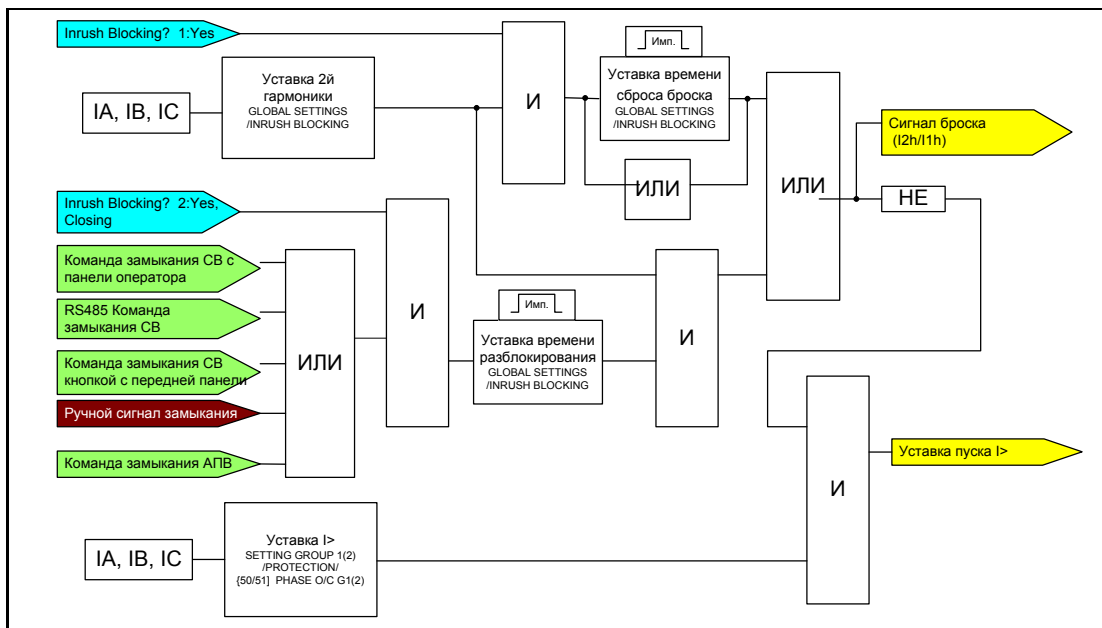 Inrush Blocking?  1:Yes
IA, IB, IC
Уставка 2й
гармоники
GLOBAL SETTINGS
/INRUSH BLOCKING
И
Имп.
Уставка времени
сброса броска
GLOBAL SETTINGS
/INRUSH BLOCKING
ИЛИ
ИЛИ
Сигнал броска
(I2h/I1h)
НЕ
Inrush Blocking?  2:Yes,
Closing
Команда замыкания СВ с
панели оператора
RS485 Команда
замыкания СВ
Команда замыкания СВ
кнопкой с передней панели
Ручной сигнал замыкания
Команда замыкания АПВ
ИЛИ
И
Имп.
Уставка времени
разблокирования
GLOBAL SETTINGS
/INRUSH BLOCKING
И
IA, IB, IC
Уставка I>
SETTING GROUP 1(2)
/PROTECTION/
{50/51]  PHASE O/C G1(2)
И
Уставка пуска I>